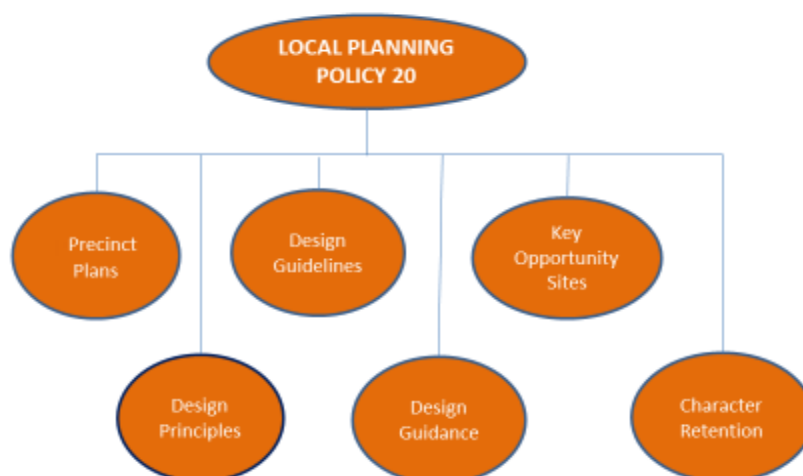 LOCAL PLANNING
POLICY 20
Precinct
Plans
Design
Guidelines
Key
Opportunity
Sites
Design
Principles
Design
Guidance
Character
Retention